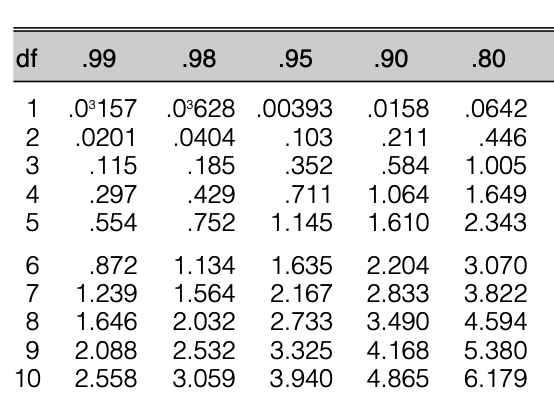 df .99 .98 .95 .90 .80
1 .0³157 .0³628 .00393 .0158 .0642
2 .0201 .0404 .103 .211 .446
3 .115 .185 .352 .584 1.005
4 .297 .429 .711 1.064 1.649
5 .554 .752 1.145 1.610 2.343
6 .872 1.134 1.635 2.204 3.070
7 1.239 1.564 2.167 2.833 3.822
8 1.646 2.032 2.733 3.490 4.594
9 2.088 2.532 3.325 4.168 5.380
10 2.558 3.059 3.940 4.865 6.179